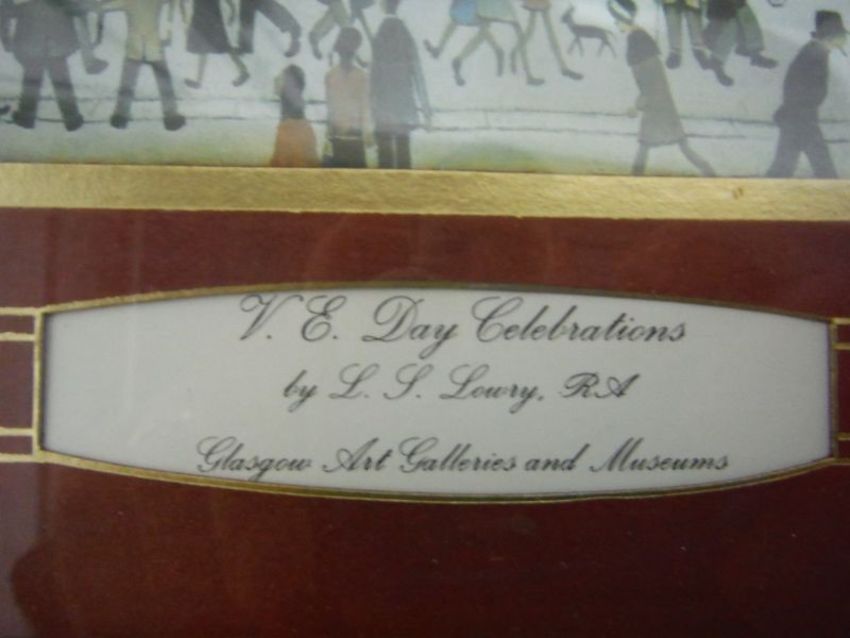 V. E. Day Celebrations
by L. S. Lowry, RA
Glasgow Art Galleries and Museums